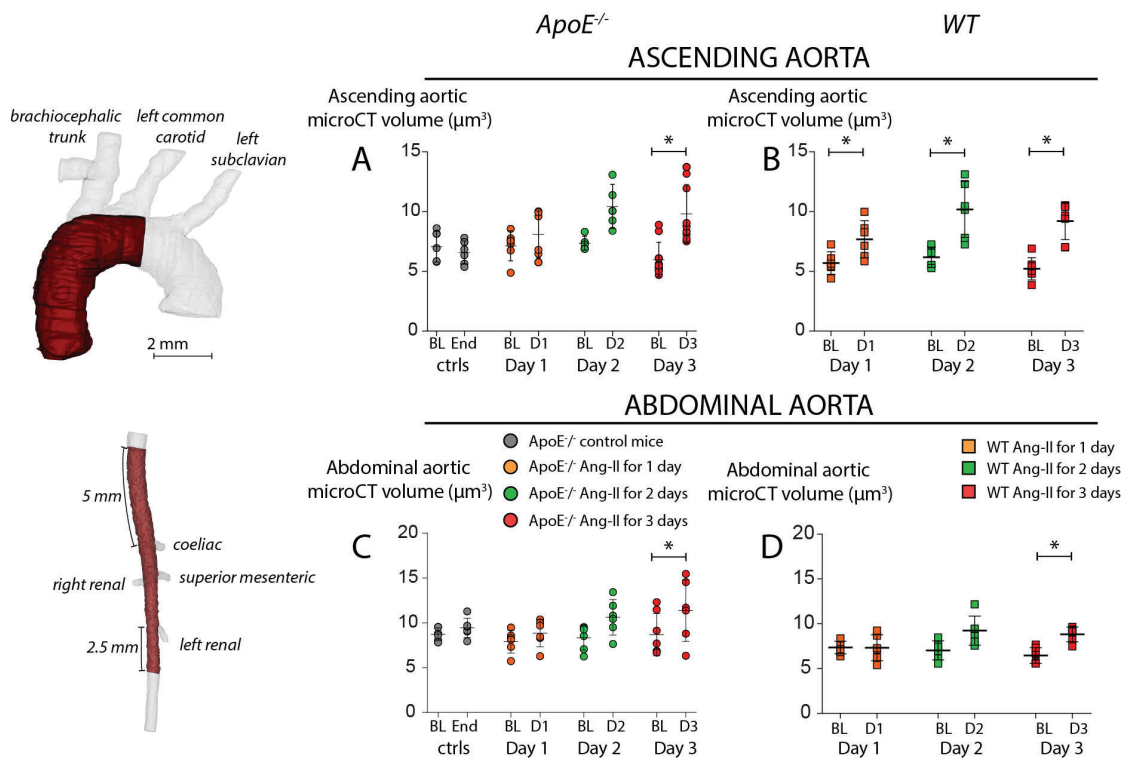 ApoE-/- WT
ASCENDING AORTA
brachiocephalic
trunk
left common
carotid
left
subclavian
2 mm
Ascending aortic
microCT volume (μm³)
A
*
15
10
5
0
BL End BL D1 BL D2 BL D3
ctrls Day 1 Day 2 Day 3
Ascending aortic
microCT volume (μm³)
B
* * *
15
10
5
0
BL D1 BL D2 BL D3
Day 1 Day 2 Day 3
ABDOMINAL AORTA
5 mm
coeliac
superior mesenteric
right renal
left renal
2.5 mm
ApoE-/- control mice
ApoE-/- Ang-II for 1 day
ApoE-/- Ang-II for 2 days
ApoE-/- Ang-II for 3 days
Abdominal aortic
microCT volume (μm³)
C
*
20
15
10
5
0
BL End BL D1 BL D2 BL D3
ctrls Day 1 Day 2 Day 3
WT Ang-II for 1 day
WT Ang-II for 2 days
WT Ang-II for 3 days
Abdominal aortic
microCT volume (μm³)
D
*
20
15
10
5
0
BL D1 BL D2 BL D3
Day 1 Day 2 Day 3